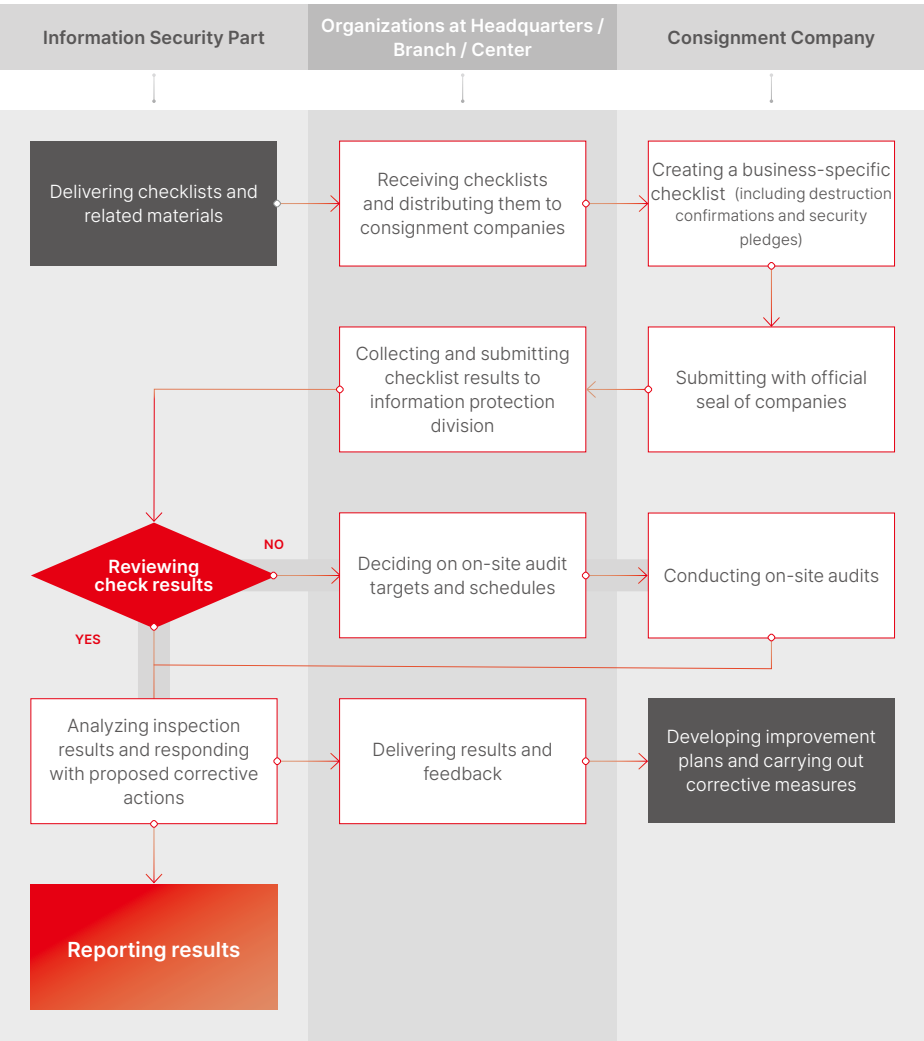 Information Security Part
Organizations at Headquarters /
Branch / Center
Consignment Company
Delivering checklists and
related materials
Receiving checklists
and distributing them to
consignment companies
Creating a business-specific
checklist (including destruction
confirmations and security
pledges)
Collecting and submitting
checklist results to
information protection
division
Submitting with official
seal of companies
Reviewing
check results
NO
YES
Deciding on on-site audit
targets and schedules
Conducting on-site audits
Analyzing inspection
results and responding
with proposed corrective
actions
Delivering results and
feedback
Developing improvement
plans and carrying out
corrective measures
Reporting results